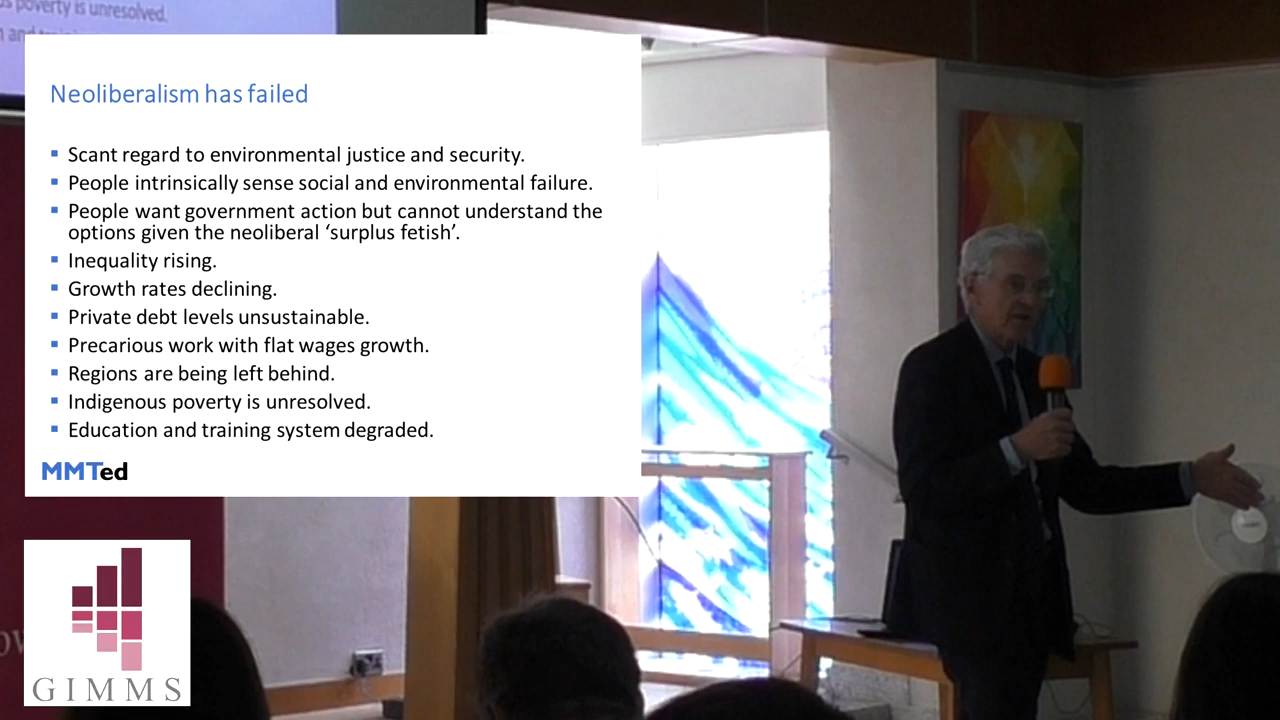 s poverty is unresolved.
Neoliberalism has failed
▪ Scant regard to environmental justice and security.
▪ People intrinsically sense social and environmental failure.
▪ People want government action but cannot understand the
options given the neoliberal ‘surplus fetish’.
▪ Inequality rising.
▪ Growth rates declining.
▪ Private debt levels unsustainable.
▪ Precarious work with flat wages growth.
▪ Regions are being left behind.
▪ Indigenous poverty is unresolved.
▪ Education and training system degraded.
MMTed
GIMMS